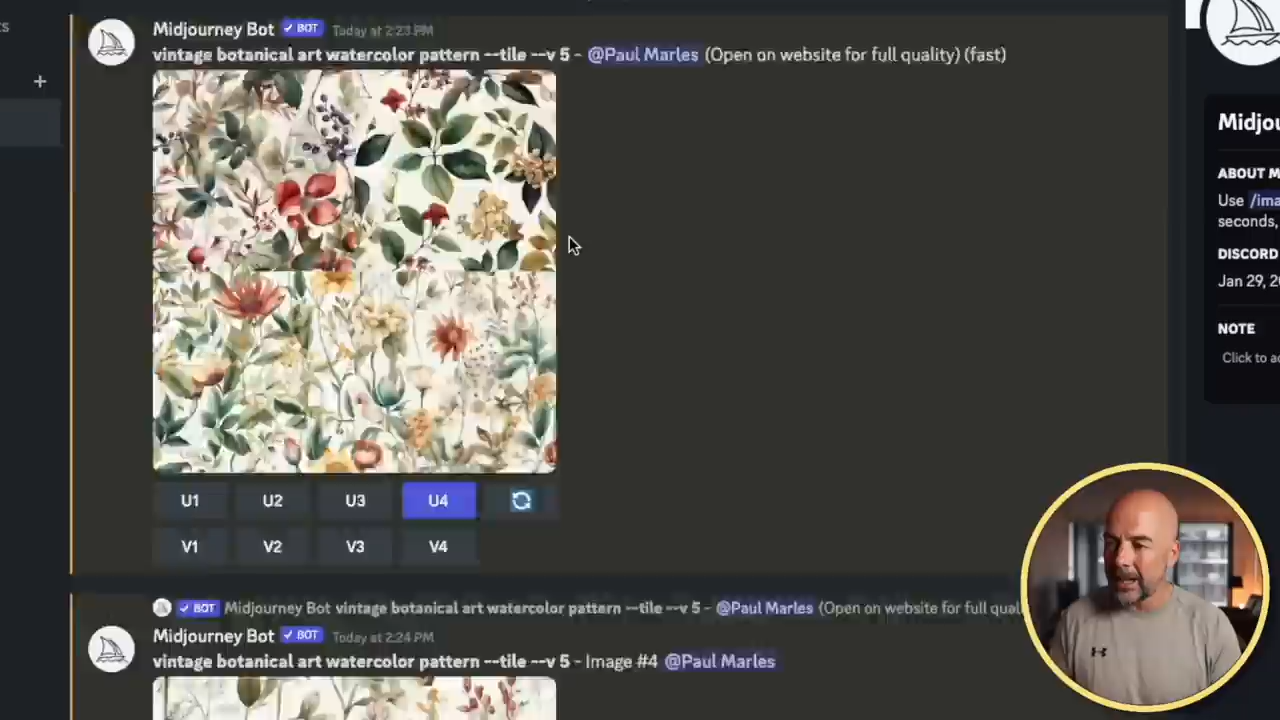 Midjourney Bot ✓ BOT Today at 2:23 PM
vintage botanical art watercolor pattern --tile --v 5 - @Paul Marles (Open on website for full quality) (fast)
U1 U2 U3 U4
V1 V2 V3 V4
✓ BOT Midjourney Bot vintage botanical art watercolor pattern --tile --v 5 - @Paul Marles (Open on website for full qual
Midjourney Bot ✓ BOT Today at 2:24 PM
vintage botanical art watercolor pattern --tile --v 5 - Image #4 @Paul Marles
Midjou
ABOUT M
Use /ima
seconds,
DISCORD
Jan 29, 2
NOTE
Click to a